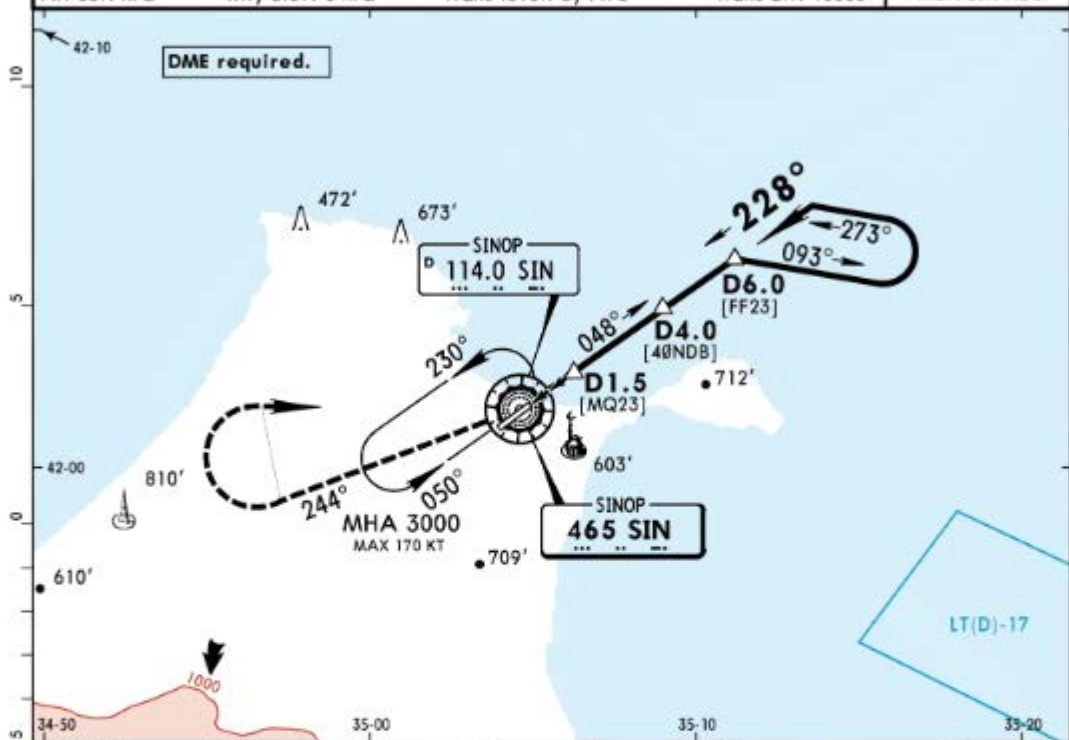 42-10
DME required.
10
472'
673'
228°
273°
093°
SINOP
D 114.0 SIN
D6.0
[FF23]
5
048°
D4.0
[40NDB]
230°
712'
D1.5
[MQ23]
42-00
810'
603'
244°
050°
MHA 3000
MAX 170 KT
SINOP
465 SIN
0
709'
610'
LT(D)-17
1000
5
34-50
35-00
35-10
35-20